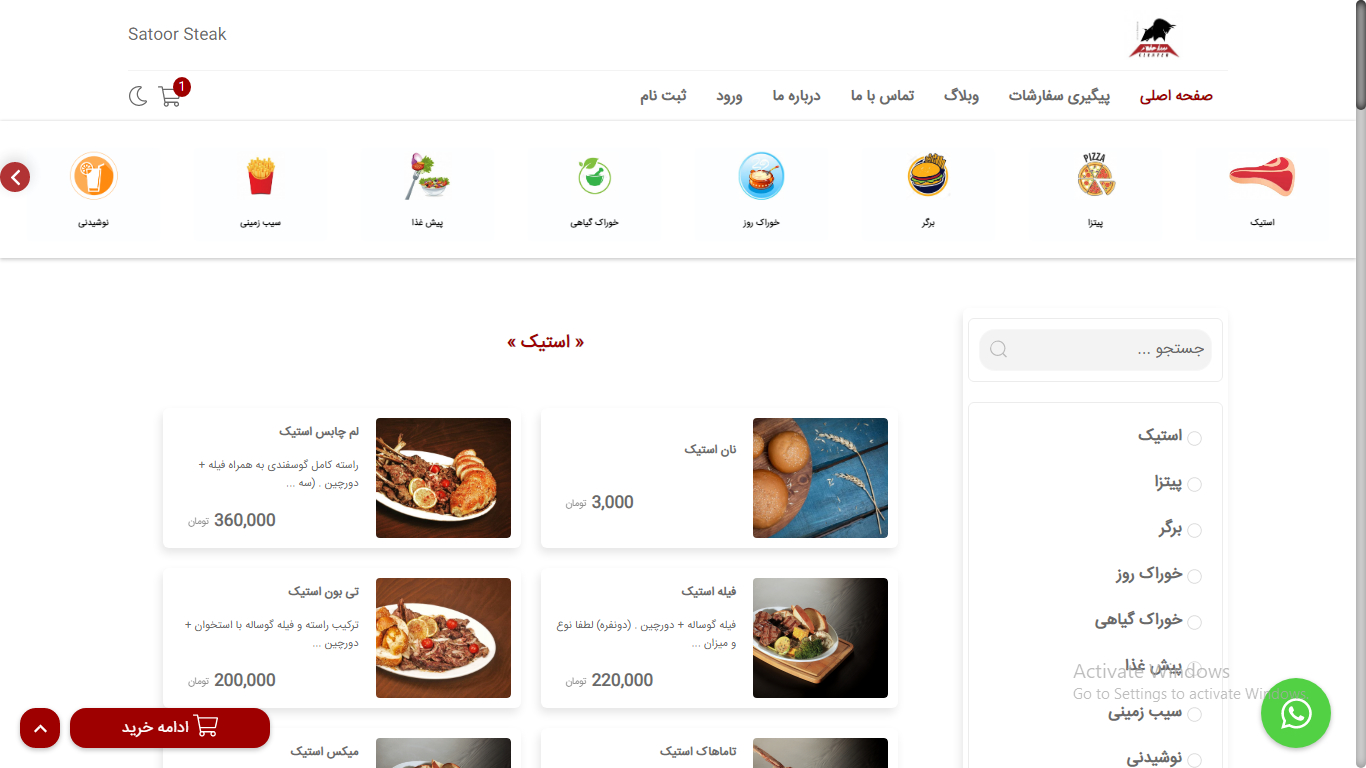 Satoor Steak
صفحه اصلی
پیگیری سفارشات
وبلاگ
تماس با ما
درباره ما
ورود
ثبت نام
1
PIZZA
استیک
پیتزا
برگر
خوراک روز
خوراک گیاهی
پیش غذا
سیب زمینی
نوشیدنی
جستجو ...
استیک
پیتزا
برگر
خوراک روز
خوراک گیاهی
پیش غذا
سیب زمینی
نوشیدنی
« استیک »
نان استیک
3,000 تومان
لم چاپس استیک
راسته کامل گوسفندی به همراه فیله +
دورچین . (سه ...
360,000 تومان
فیله استیک
فیله گوساله + دورچین . (دونفره) لطفا نوع
و میزان ...
220,000 تومان
تی بون استیک
ترکیب راسته و فیله گوساله با استخوان +
دورچین ...
200,000 تومان
تاماهاک استیک
میکس استیک
ادامه خرید
Activate Windows
Go to Settings to activate Windows.